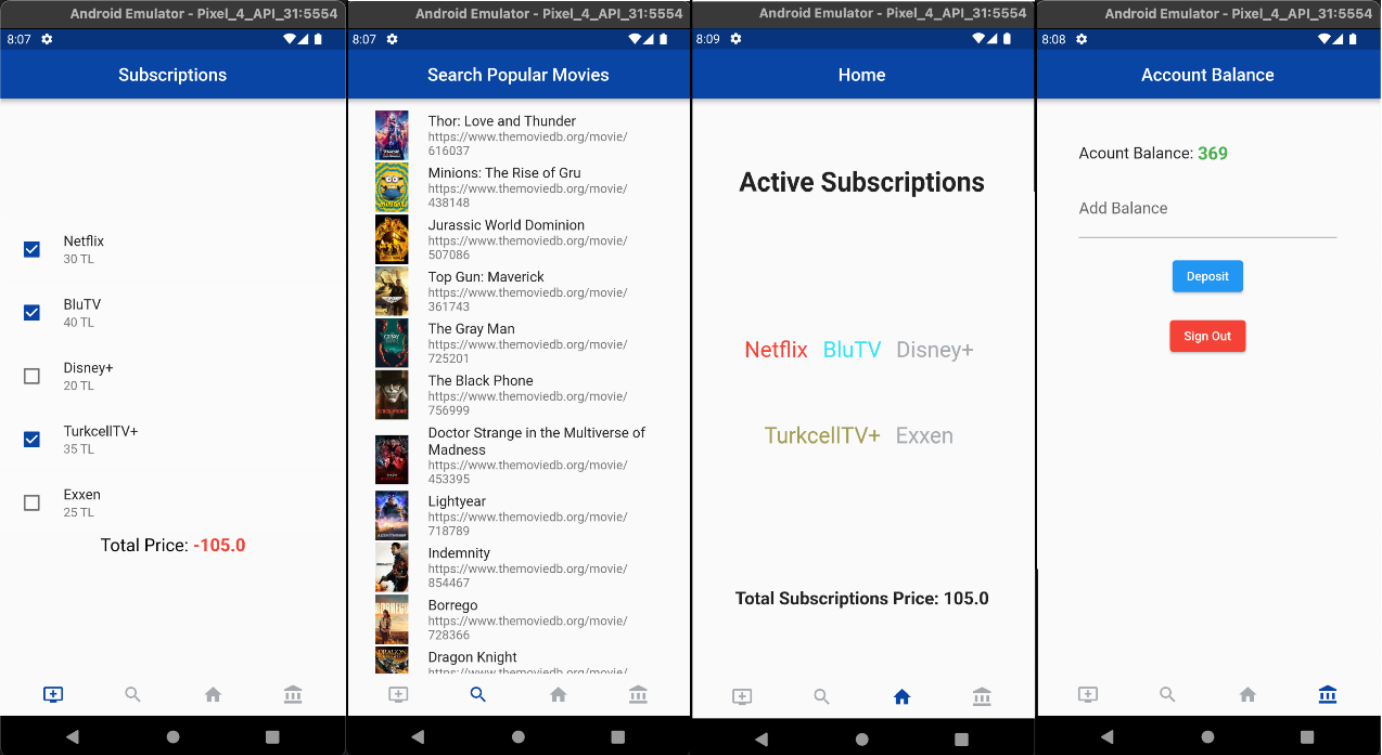 Android Emulator - Pixel_4_API_31:5554
8:07
Subscriptions
Netflix
30 TL
BluTV
40 TL
Disney+
20 TL
TurkcellTV+
35 TL
Exxen
25 TL
Total Price: -105.0
Android Emulator - Pixel_4_API_31:5554
8:07
Search Popular Movies
Thor: Love and Thunder
https://www.themoviedb.org/movie/
616037
Minions: The Rise of Gru
https://www.themoviedb.org/movie/
438148
Jurassic World Dominion
https://www.themoviedb.org/movie/
507086
Top Gun: Maverick
https://www.themoviedb.org/movie/
361743
The Gray Man
https://www.themoviedb.org/movie/
725201
The Black Phone
https://www.themoviedb.org/movie/
756999
Doctor Strange in the Multiverse of
Madness
https://www.themoviedb.org/movie/
453395
Lightyear
https://www.themoviedb.org/movie/
718789
Indemnity
https://www.themoviedb.org/movie/
854467
Borrego
https://www.themoviedb.org/movie/
728366
Dragon Knight
https://www.themoviedb.org/movie/
Android Emulator - Pixel_4_API_31:5554
8:09
Home
Active Subscriptions
Netflix BluTV Disney+
TurkcellTV+ Exxen
Total Subscriptions Price: 105.0
Android Emulator - Pixel_4_API_31:5554
8:08
Account Balance
Acount Balance: 369
Add Balance
Deposit
Sign Out